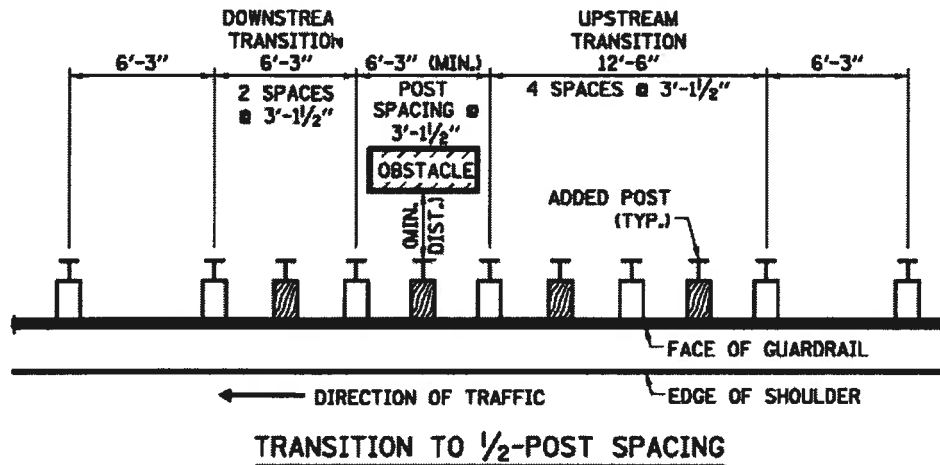 DOWNSTREA
TRANSITION
UPSTREAM
TRANSITION
6'-3"
6'-3"
6'-3" (MIN.)
12'-6"
6'-3"
2 SPACES
@ 3'-1½"
POST
SPACING @
3'-1½"
4 SPACES @ 3'-1½"
OBSTACLE
(MIN.
DIST.)
ADDED POST
(TYP.)
FACE OF GUARDRAIL
DIRECTION OF TRAFFIC
EDGE OF SHOULDER
TRANSITION TO ½-POST SPACING